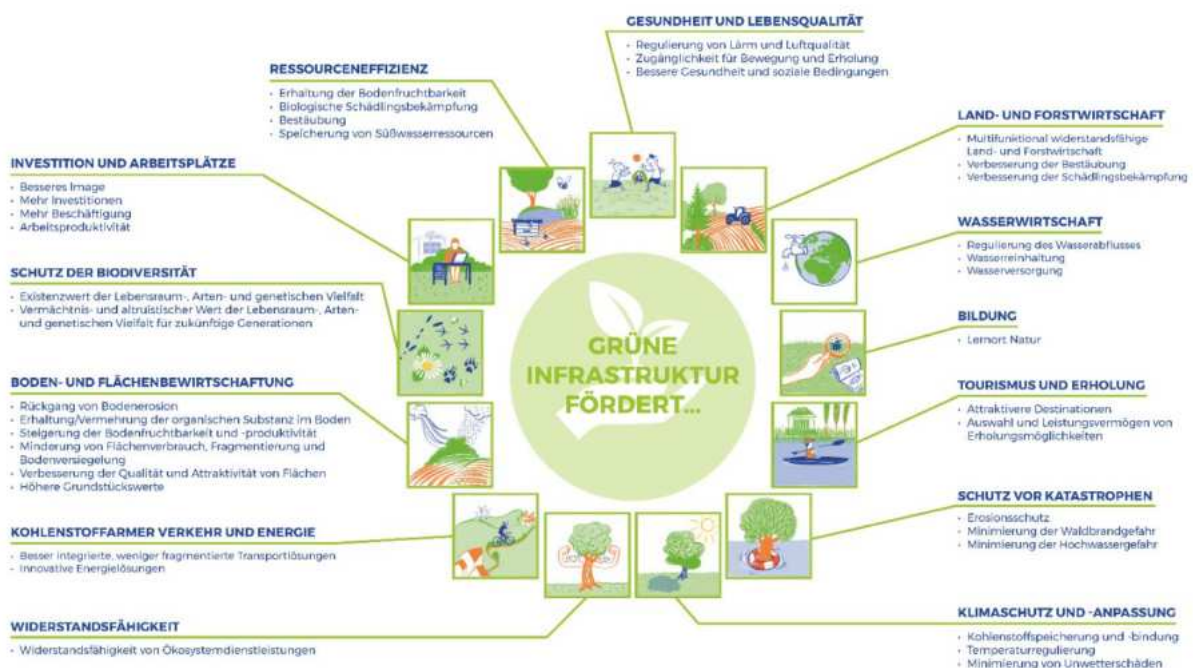 GESUNDHEIT UND LEBENSQUALITÄT
• Regulierung von Lärm und Luftqualität
• Zugänglichkeit für Bewegung und Erholung
• Bessere Gesundheit und soziale Bedingungen
RESSOURCENEFFIZIENZ
• Erhaltung der Bodenfruchtbarkeit
• Biologische Schädlingsbekämpfung
• Bestäubung
• Speicherung von Süßwasserressourcen
LAND- UND FORSTWIRTSCHAFT
• Multifunktional widerstandsfähige
Land- und Forstwirtschaft
• Verbesserung der Bestäubung
• Verbesserung der Schädlingsbekämpfung
INVESTITION UND ARBEITSPLÄTZE
• Besseres Image
• Mehr Investitionen
• Mehr Beschäftigung
• Arbeitsproduktivität
WASSERWIRTSCHAFT
• Regulierung des Wasserabflusses
• Wasserreinhaltung
• Wasserversorgung
SCHUTZ DER BIODIVERSITÄT
• Existenzwert der Lebensraum-, Arten- und genetischen Vielfalt
• Vermächtnis- und altruistischer Wert der Lebensraum-, Arten-
und genetischen Vielfalt für zukünftige Generationen
BILDUNG
• Lernort Natur
GRÜNE
INFRASTRUKTUR
FÖRDERT...
BODEN- UND FLÄCHENBEWIRTSCHAFTUNG
• Rückgang von Bodenerosion
• Erhaltung/Vermehrung der organischen Substanz im Boden
• Steigerung der Bodenfruchtbarkeit und -produktivität
• Minderung von Flächenverbrauch, Fragmentierung und
Bodenversiegelung
• Verbesserung der Qualität und Attraktivität von Flächen
• Höhere Grundstückswerte
TOURISMUS UND ERHOLUNG
• Attraktivere Destinationen
• Auswahl und Leistungsvermögen von
Erholungsmöglichkeiten
SCHUTZ VOR KATASTROPHEN
• Erosionsschutz
• Minimierung der Waldbrandgefahr
• Minimierung der Hochwassergefahr
KOHLENSTOFFARMER VERKEHR UND ENERGIE
• Besser integrierte, weniger fragmentierte Transportlösungen
• Innovative Energielösungen
WIDERSTANDSFÄHIGKEIT
• Widerstandsfähigkeit von Ökosystemdienstleistungen
KLIMASCHUTZ UND -ANPASSUNG
• Kohlenstoffspeicherung und -bindung
• Temperaturregulierung
• Minimierung von Unwetterschäden